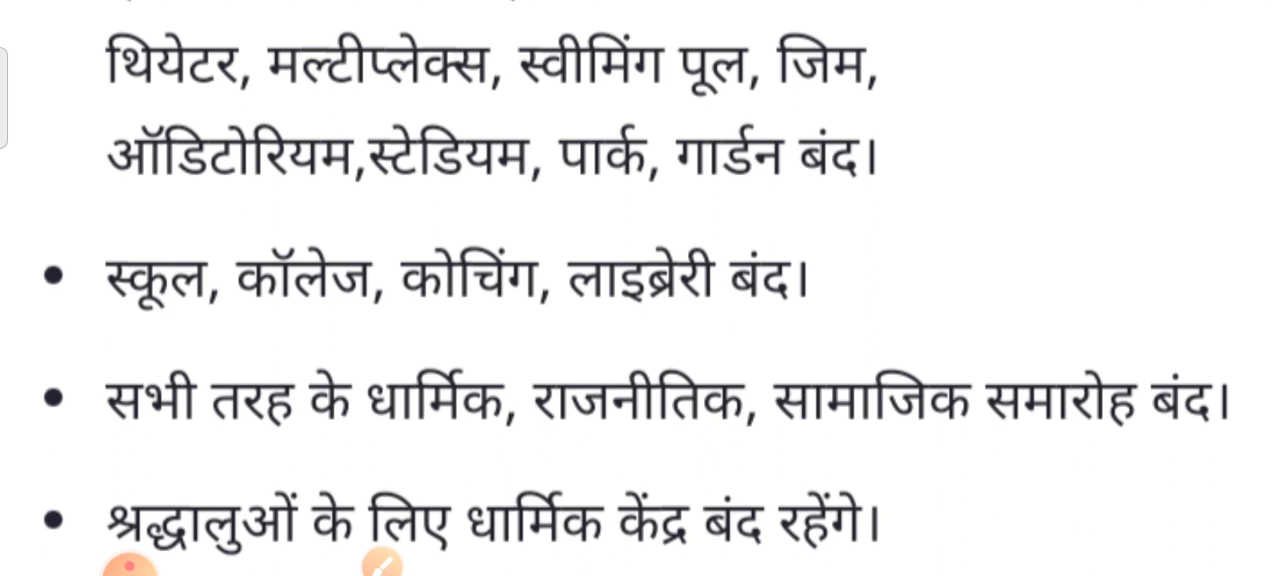 थियेटर, मल्टीप्लेक्स, स्वीमिंग पूल, जिम,
ऑडिटोरियम,स्टेडियम, पार्क, गार्डन बंद।
• स्कूल, कॉलेज, कोचिंग, लाइब्रेरी बंद।
• सभी तरह के धार्मिक, राजनीतिक, सामाजिक समारोह बंद।
• श्रद्धालुओं के लिए धार्मिक केंद्र बंद रहेंगे।